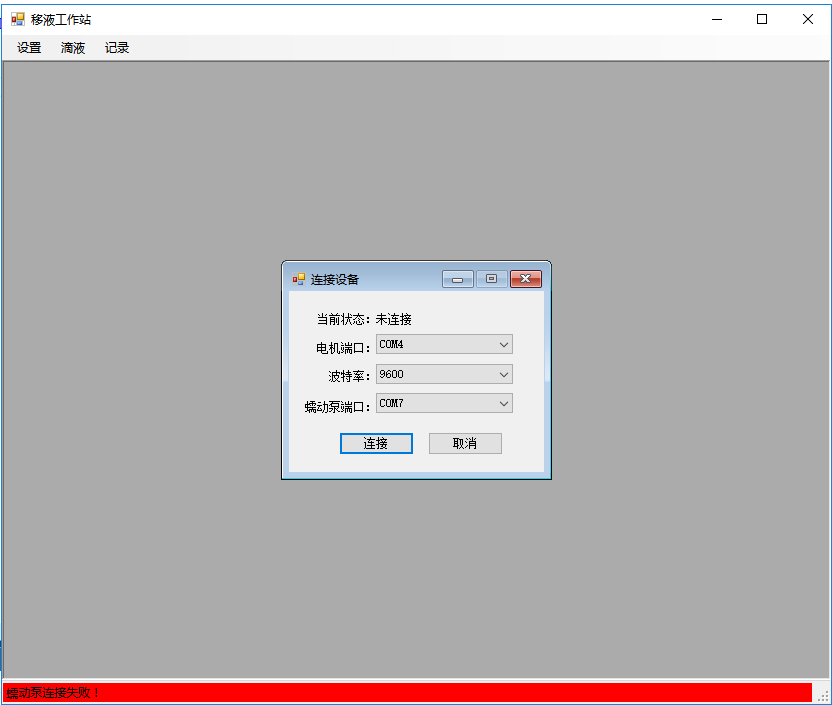 移液工作站
设置 滴液 记录
连接设备
当前状态: 未连接
电机端口: COM4
波特率: 9600
蠕动泵端口: COM7
连接 取消
蠕动泵连接失败!